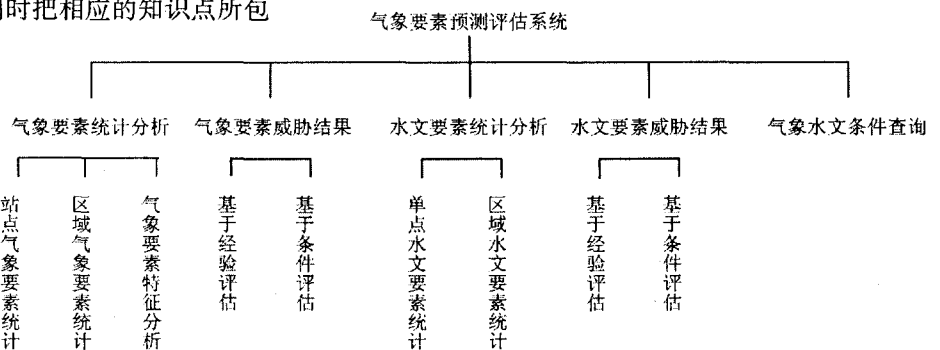 时把相应的知识点所包
气象要素预测评估系统
气象要素统计分析
气象要素威胁结果
水文要素统计分析
水文要素威胁结果
气象水文条件查询
站点气象要素统计
区域气象要素统计
气象要素特征分析
基于经验评估
基于条件评估
单点水文要素统计
区域水文要素统计
基于经验评估
基于条件评估